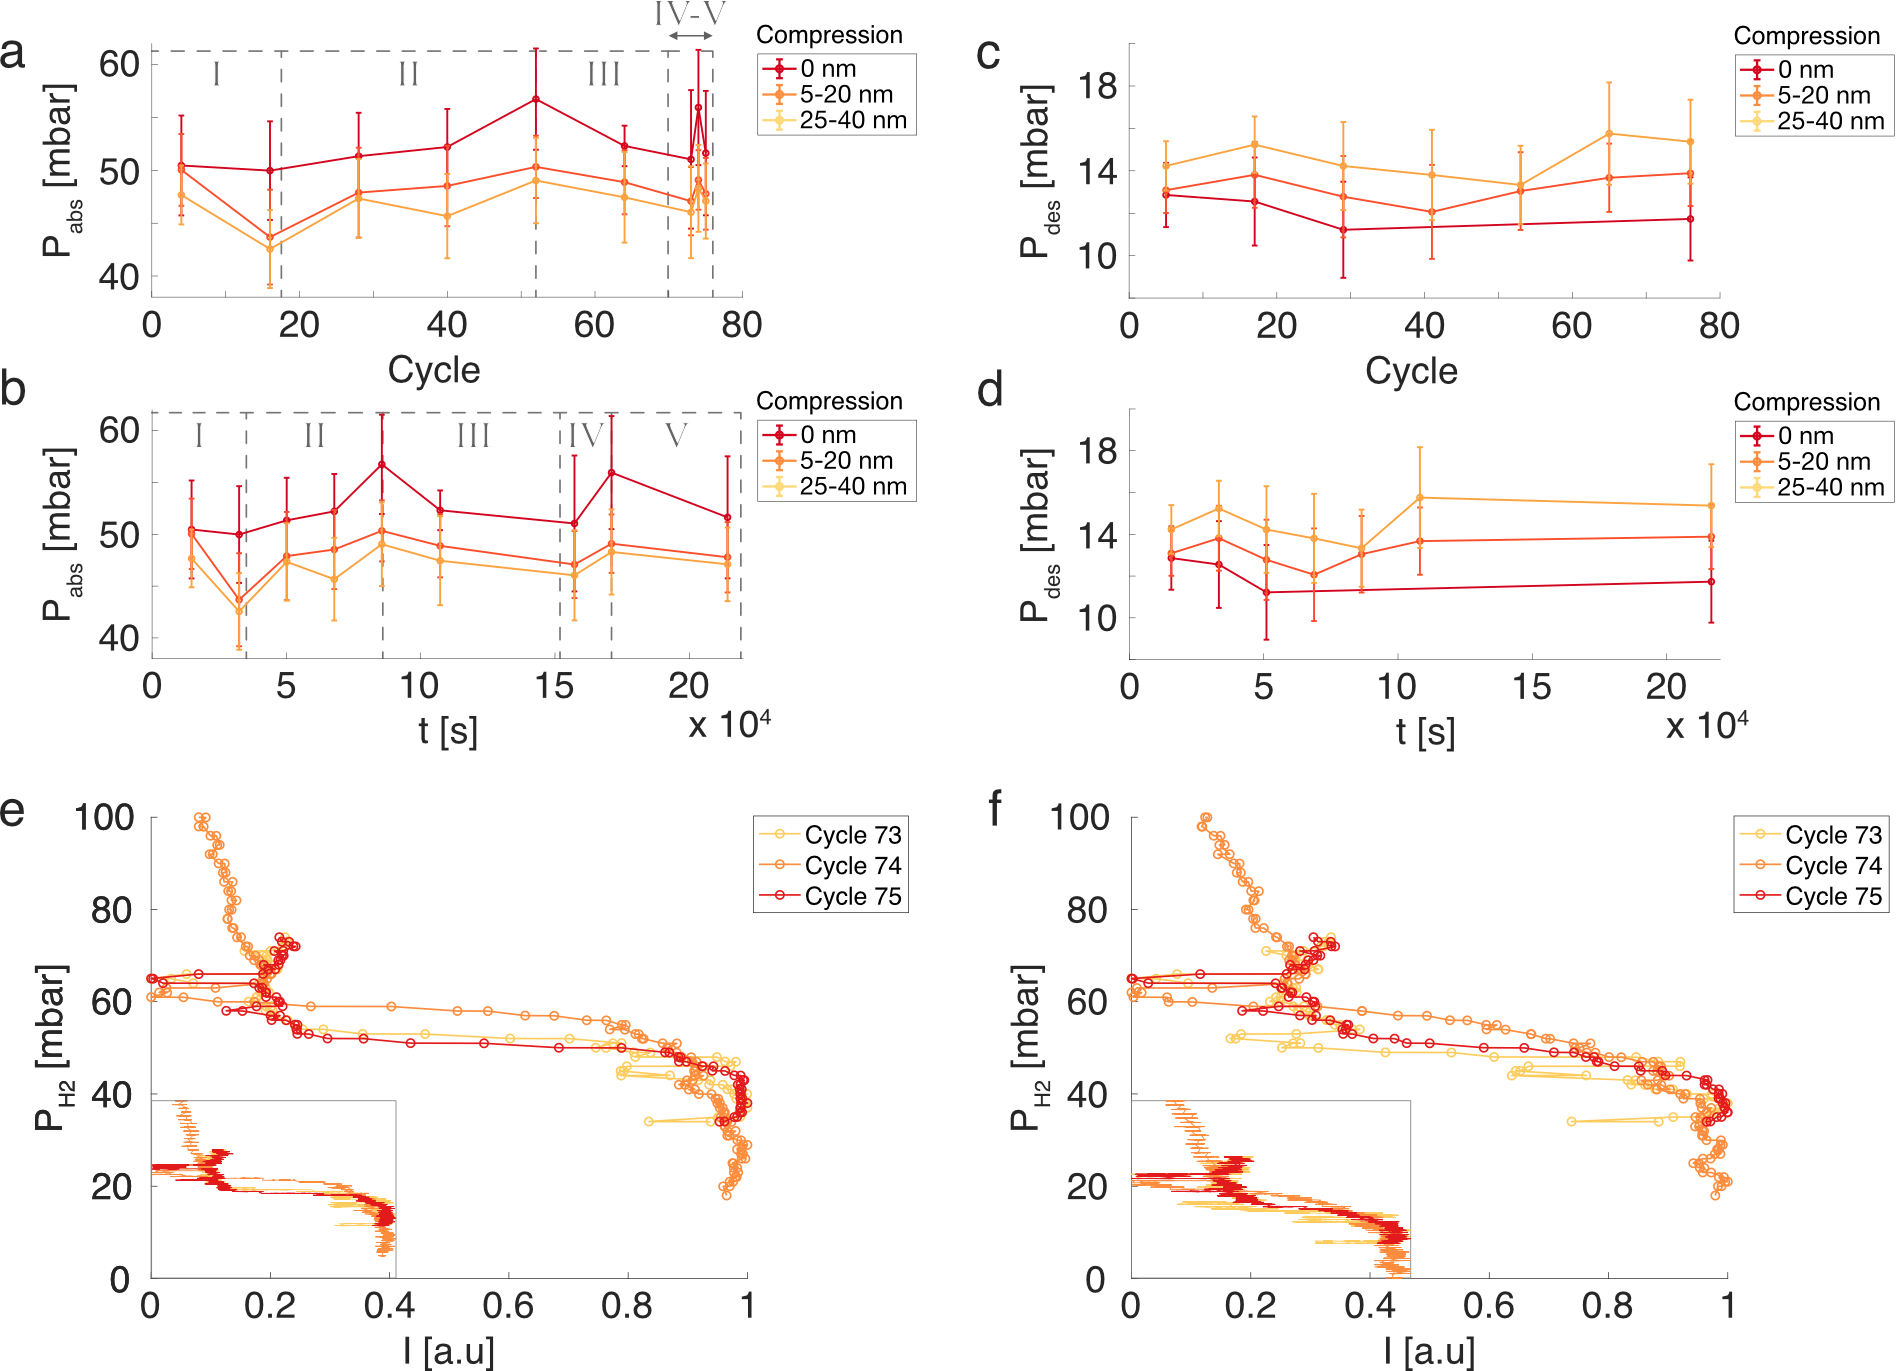 a
IV-V
I
II
III
60
50
40
P_abs [mbar]
0
20
40
60
80
Cycle
Compression
0 nm
5-20 nm
25-40 nm
c
18
14
10
P_des [mbar]
0
20
40
60
80
Cycle
Compression
0 nm
5-20 nm
25-40 nm
b
I
II
III
IV
V
60
50
40
P_abs [mbar]
0
5
10
15
20
x 10⁴
t [s]
Compression
0 nm
5-20 nm
25-40 nm
d
18
14
10
P_des [mbar]
0
5
10
15
20
x 10⁴
t [s]
Compression
0 nm
5-20 nm
25-40 nm
e
100
80
60
40
20
0
P_H2 [mbar]
0
0.2
0.4
0.6
0.8
1
I [a.u]
Cycle 73
Cycle 74
Cycle 75
f
100
80
60
40
20
0
P_H2 [mbar]
0
0.2
0.4
0.6
0.8
1
I [a.u]
Cycle 73
Cycle 74
Cycle 75